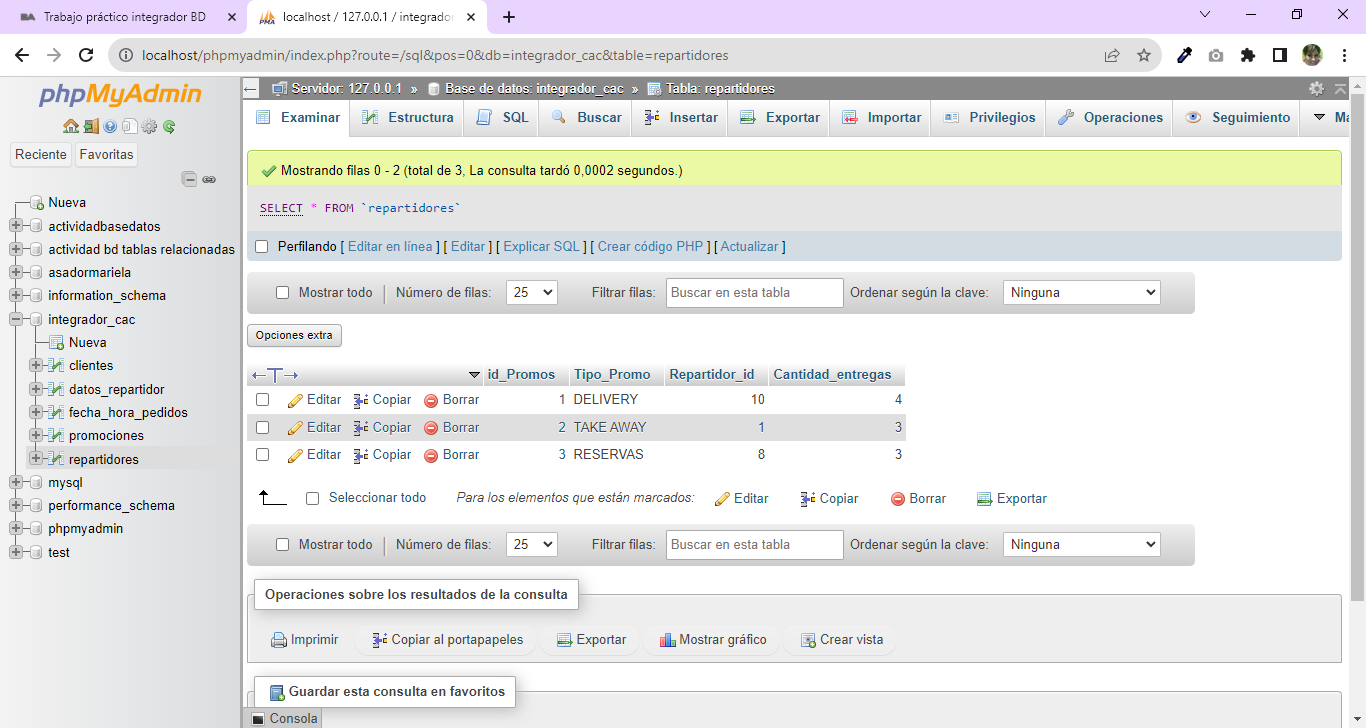 Trabajo práctico integrador BD
localhost / 127.0.0.1 / integrador
localhost/phpmyadmin/index.php?route=/sql&pos=0&db=integrador_cac&table=repartidores
phpMyAdmin
Reciente Favoritas
Nueva
actividadbasedatos
actividad bd tablas relacionadas
asadormariela
information_schema
integrador_cac
Nueva
clientes
datos_repartidor
fecha_hora_pedidos
promociones
repartidores
mysql
performance_schema
phpmyadmin
test
Servidor: 127.0.0.1 » Base de datos: integrador_cac » Tabla: repartidores
Examinar Estructura SQL Buscar Insertar Exportar Importar Privilegios Operaciones Seguimiento Má
Mostrando filas 0 - 2 (total de 3, La consulta tardó 0,0002 segundos.)
SELECT * FROM `repartidores`
Perfilando [ Editar en línea ] [ Editar ] [ Explicar SQL ] [ Crear código PHP ] [ Actualizar ]
Mostrar todo | Número de filas: 25 Filtrar filas: Buscar en esta tabla Ordenar según la clave: Ninguna
Opciones extra
←T→ id_Promos Tipo_Promo Repartidor_id Cantidad_entregas
Editar Copiar Borrar 1 DELIVERY 10 4
Editar Copiar Borrar 2 TAKE AWAY 1 3
Editar Copiar Borrar 3 RESERVAS 8 3
Seleccionar todo Para los elementos que están marcados: Editar Copiar Borrar Exportar
Mostrar todo | Número de filas: 25 Filtrar filas: Buscar en esta tabla Ordenar según la clave: Ninguna
Operaciones sobre los resultados de la consulta
Imprimir Copiar al portapapeles Exportar Mostrar gráfico Crear vista
Guardar esta consulta en favoritos
Consola